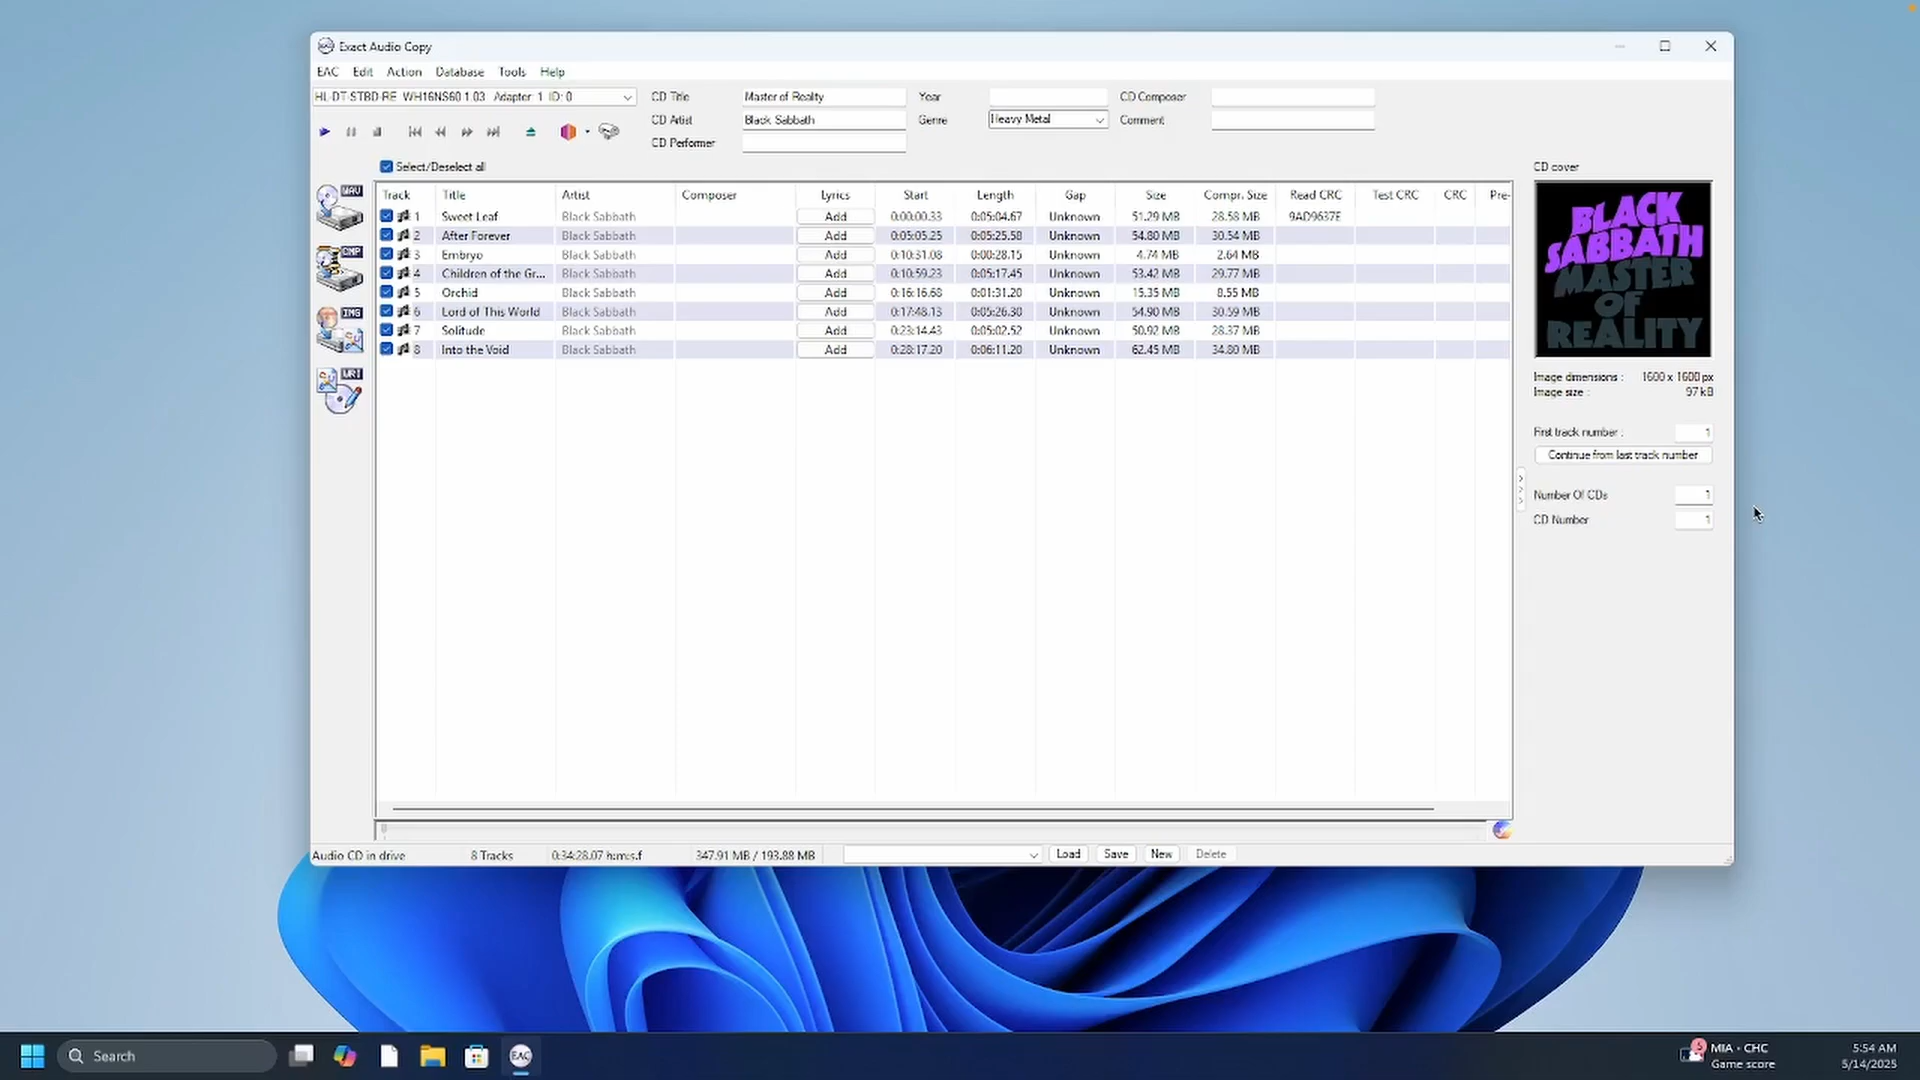 Exact Audio Copy
EAC Edit Action Database Tools Help
HL-DT-STBD-RE WH16NS60 1.03 Adapter: 1 ID: 0
CD Title Master of Reality Year CD Composer
CD Artist Black Sabbath Genre Heavy Metal Comment
CD Performer
Select/Deselect all
Track Title Artist Composer Lyrics Start Length Gap Size Compr. Size Read CRC Test CRC CRC Pre-
1 Sweet Leaf Black Sabbath Add 0:00:00.33 0:05:04.67 Unknown 51.29 MB 28.58 MB 9AD9637E
2 After Forever Black Sabbath Add 0:05:05.25 0:05:25.58 Unknown 54.80 MB 30.54 MB
3 Embryo Black Sabbath Add 0:10:31.08 0:00:28.15 Unknown 4.74 MB 2.64 MB
4 Children of the Gr... Black Sabbath Add 0:10:59.23 0:05:17.45 Unknown 53.42 MB 29.77 MB
5 Orchid Black Sabbath Add 0:16:16.68 0:01:31.20 Unknown 15.35 MB 8.55 MB
6 Lord of This World Black Sabbath Add 0:17:48.13 0:05:26.30 Unknown 54.90 MB 30.59 MB
7 Solitude Black Sabbath Add 0:23:14.43 0:05:02.52 Unknown 50.92 MB 28.37 MB
8 Into the Void Black Sabbath Add 0:28:17.20 0:06:11.20 Unknown 62.45 MB 34.80 MB
WAV
CMP
IMG
WRI
CD cover
BLACK
SABBATH
MASTER
OF
REALITY
Image dimensions : 1600 x 1600 px
Image size : 97 kB
First track number : 1
Continue from last track number
Number Of CDs 1
CD Number 1
Audio CD in drive 8 Tracks 0:34:28.07 h:m:s.f 347.91 MB / 193.88 MB Load Save New Delete
Search
EAC
5
MIA - CHC
Game score
5:54 AM
5/14/2025